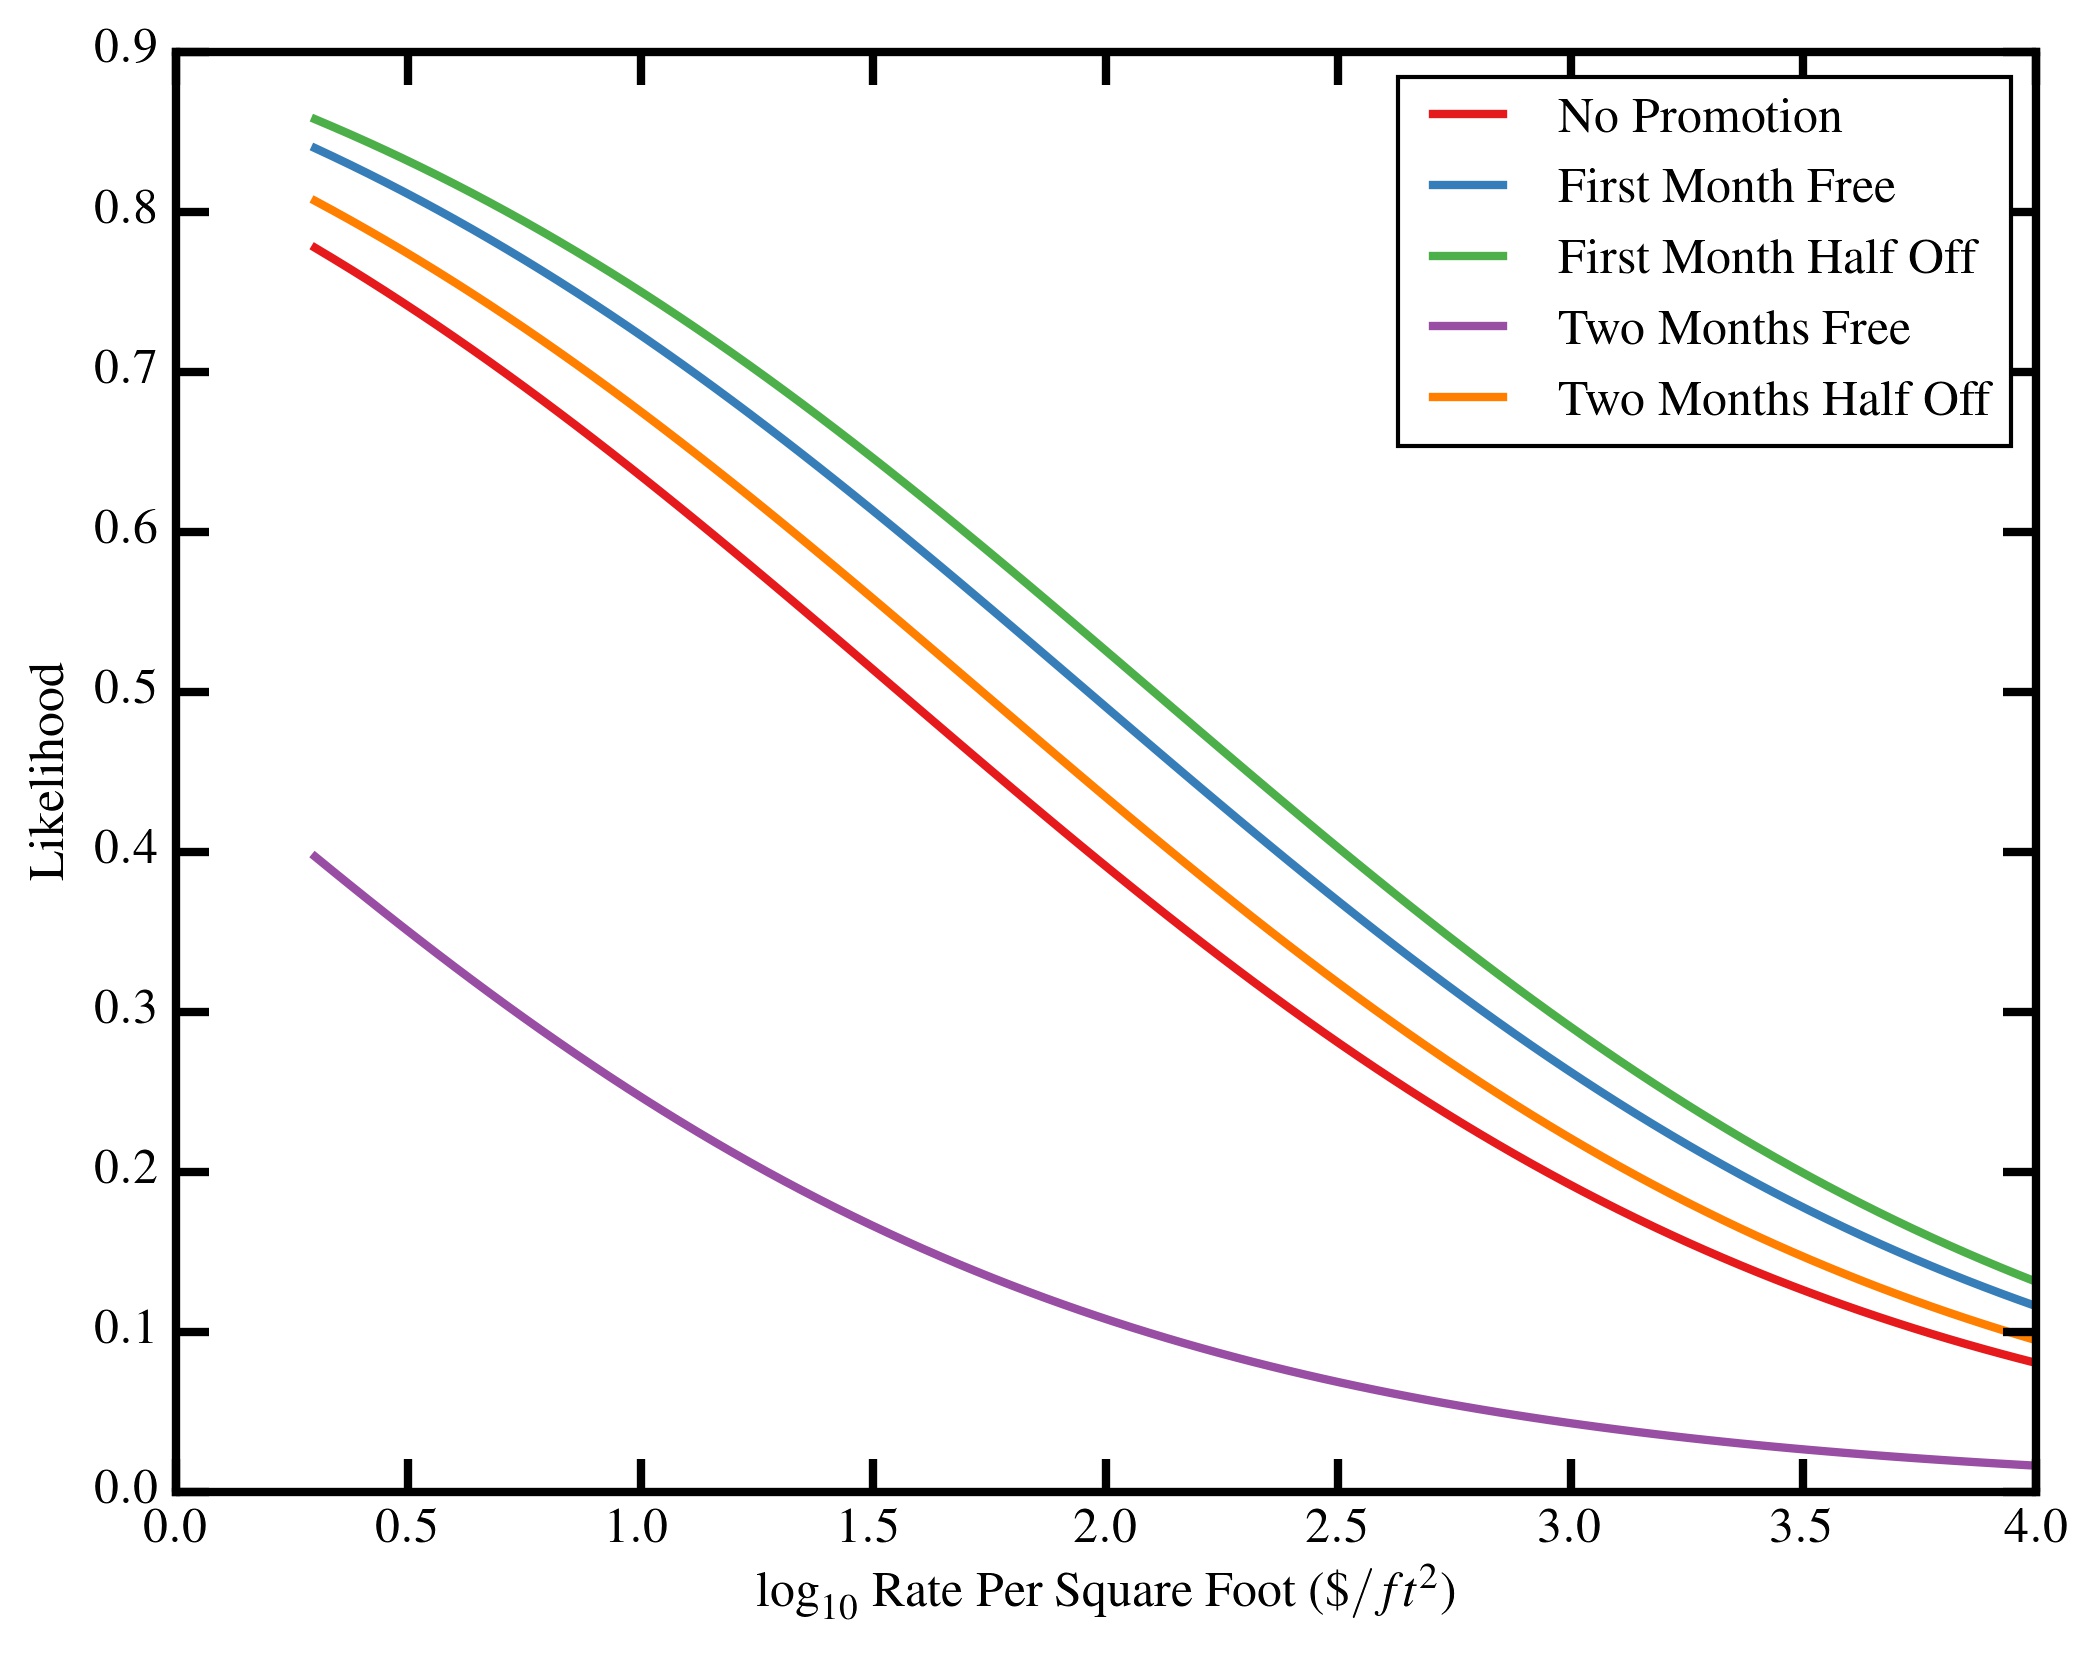 0.9
0.8
0.7
0.6
0.5
0.4
0.3
0.2
0.1
0.0
Likelihood
No Promotion
First Month Free
First Month Half Off
Two Months Free
Two Months Half Off
0.0 0.5 1.0 1.5 2.0 2.5 3.0 3.5 4.0
log₁₀ Rate Per Square Foot ($/ft²)